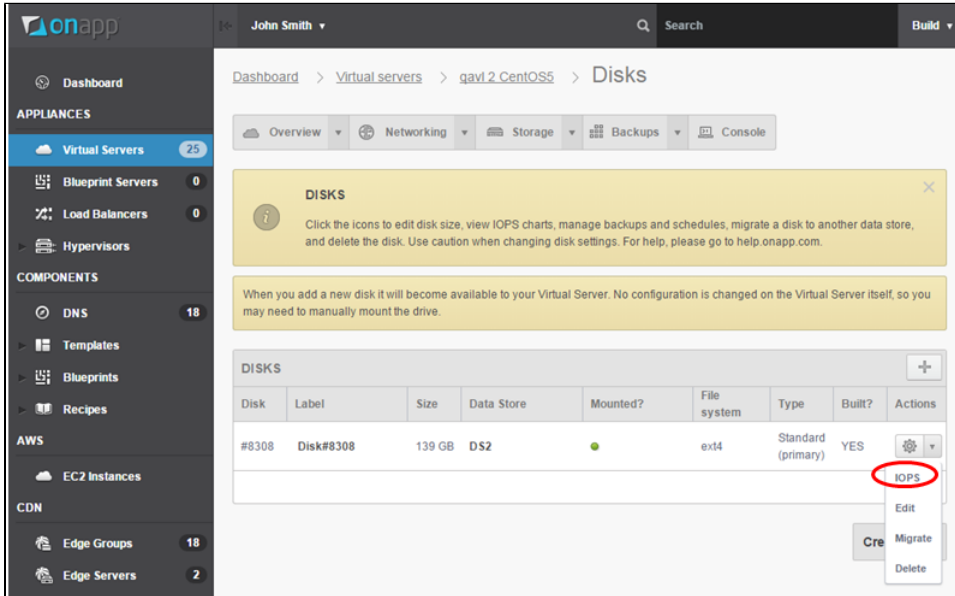 onapp
John Smith
Search
Build
Dashboard
APPLIANCES
Virtual Servers 25
Blueprint Servers 0
Load Balancers 0
Hypervisors
COMPONENTS
DNS 18
Templates
Blueprints
Recipes
AWS
EC2 Instances
CDN
Edge Groups 18
Edge Servers 2
Dashboard > Virtual servers > qavl 2 CentOS5 > Disks
Overview Networking Storage Backups Console
DISKS
Click the icons to edit disk size, view IOPS charts, manage backups and schedules, migrate a disk to another data store,
and delete the disk. Use caution when changing disk settings. For help, please go to help.onapp.com.
When you add a new disk it will become available to your Virtual Server. No configuration is changed on the Virtual Server itself, so you
may need to manually mount the drive.
DISKS
Disk Label Size Data Store Mounted? File system Type Built? Actions
#8308 Disk#8308 139 GB DS2 ext4 Standard (primary) YES
IOPS
Edit
Migrate
Delete
Cre